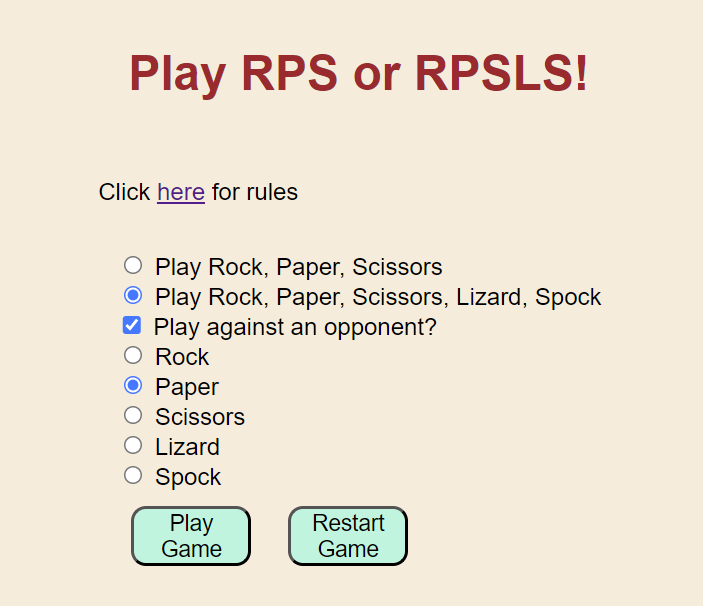 Play RPS or RPSLS!
Click here for rules
Play Rock, Paper, Scissors
Play Rock, Paper, Scissors, Lizard, Spock
Play against an opponent?
Rock
Paper
Scissors
Lizard
Spock
Play
Game
Restart
Game